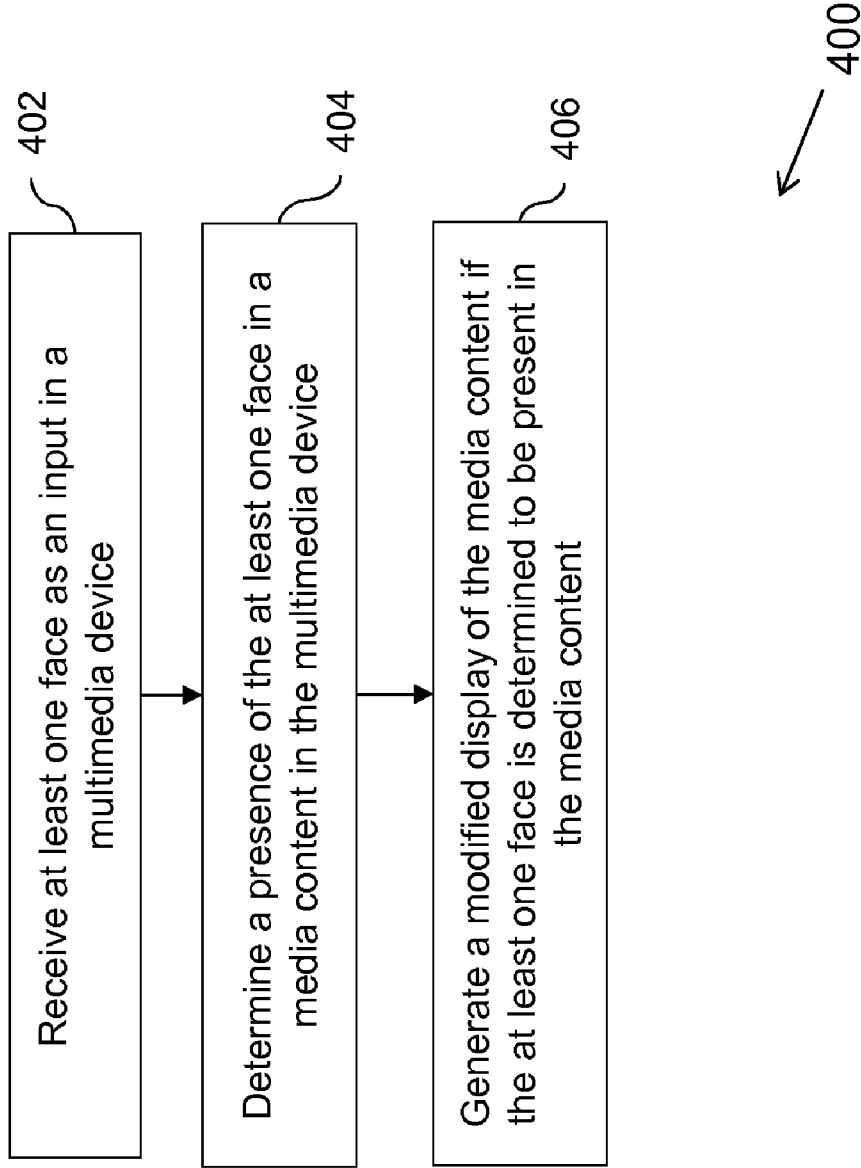 Receive at least one face as an input in a
multimedia device
402
Determine a presence of the at least one face in a
media content in the multimedia device
404
Generate a modified display of the media content if
the at least one face is determined to be present in
the media content
406
400